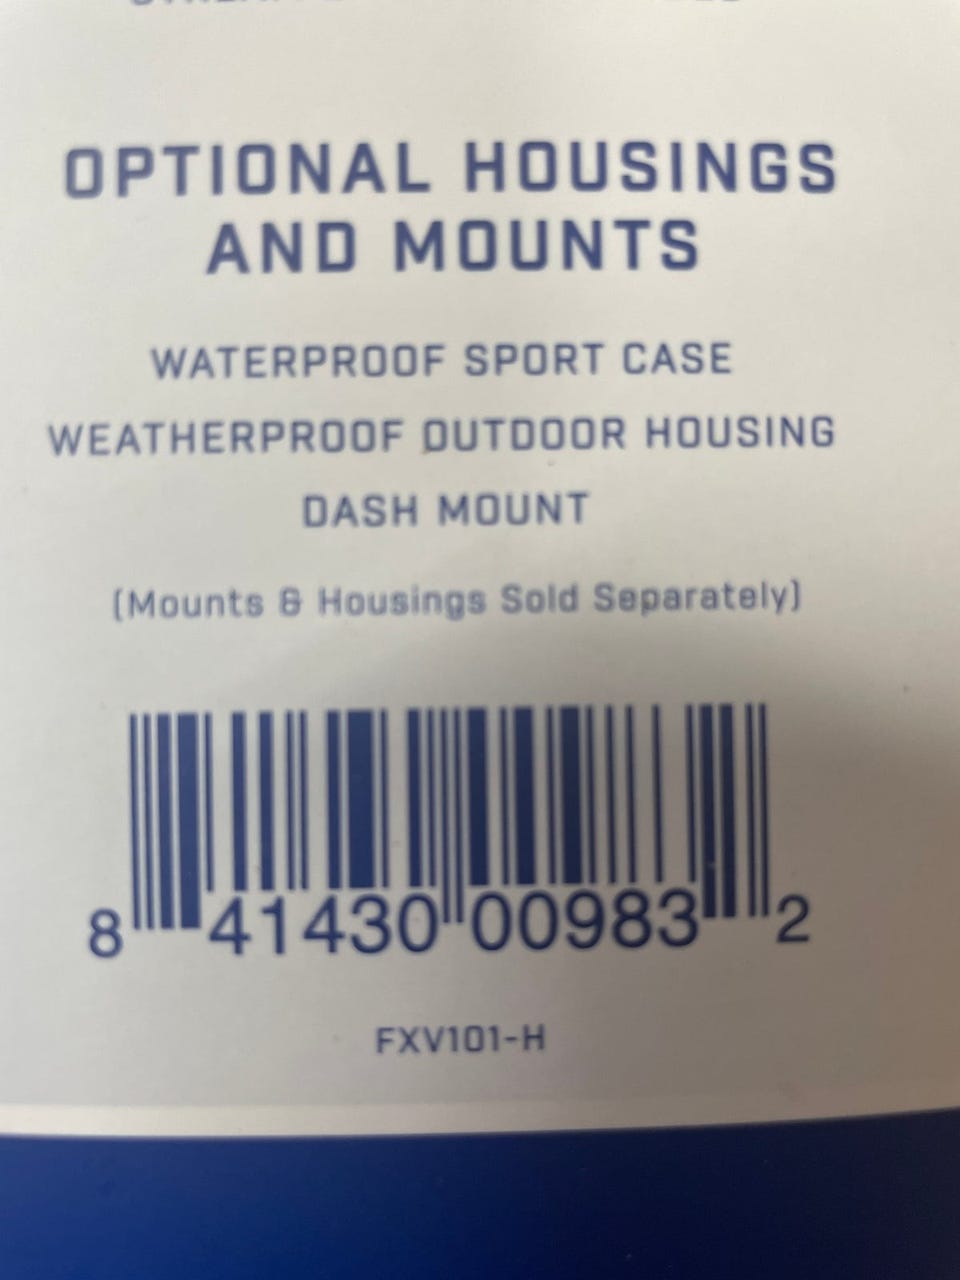 OPTIONAL HOUSINGS
AND MOUNTS
WATERPROOF SPORT CASE
WEATHERPROOF OUTDOOR HOUSING
DASH MOUNT
(Mounts & Housings Sold Separately)
8 41430 00983 2
FXV101-H